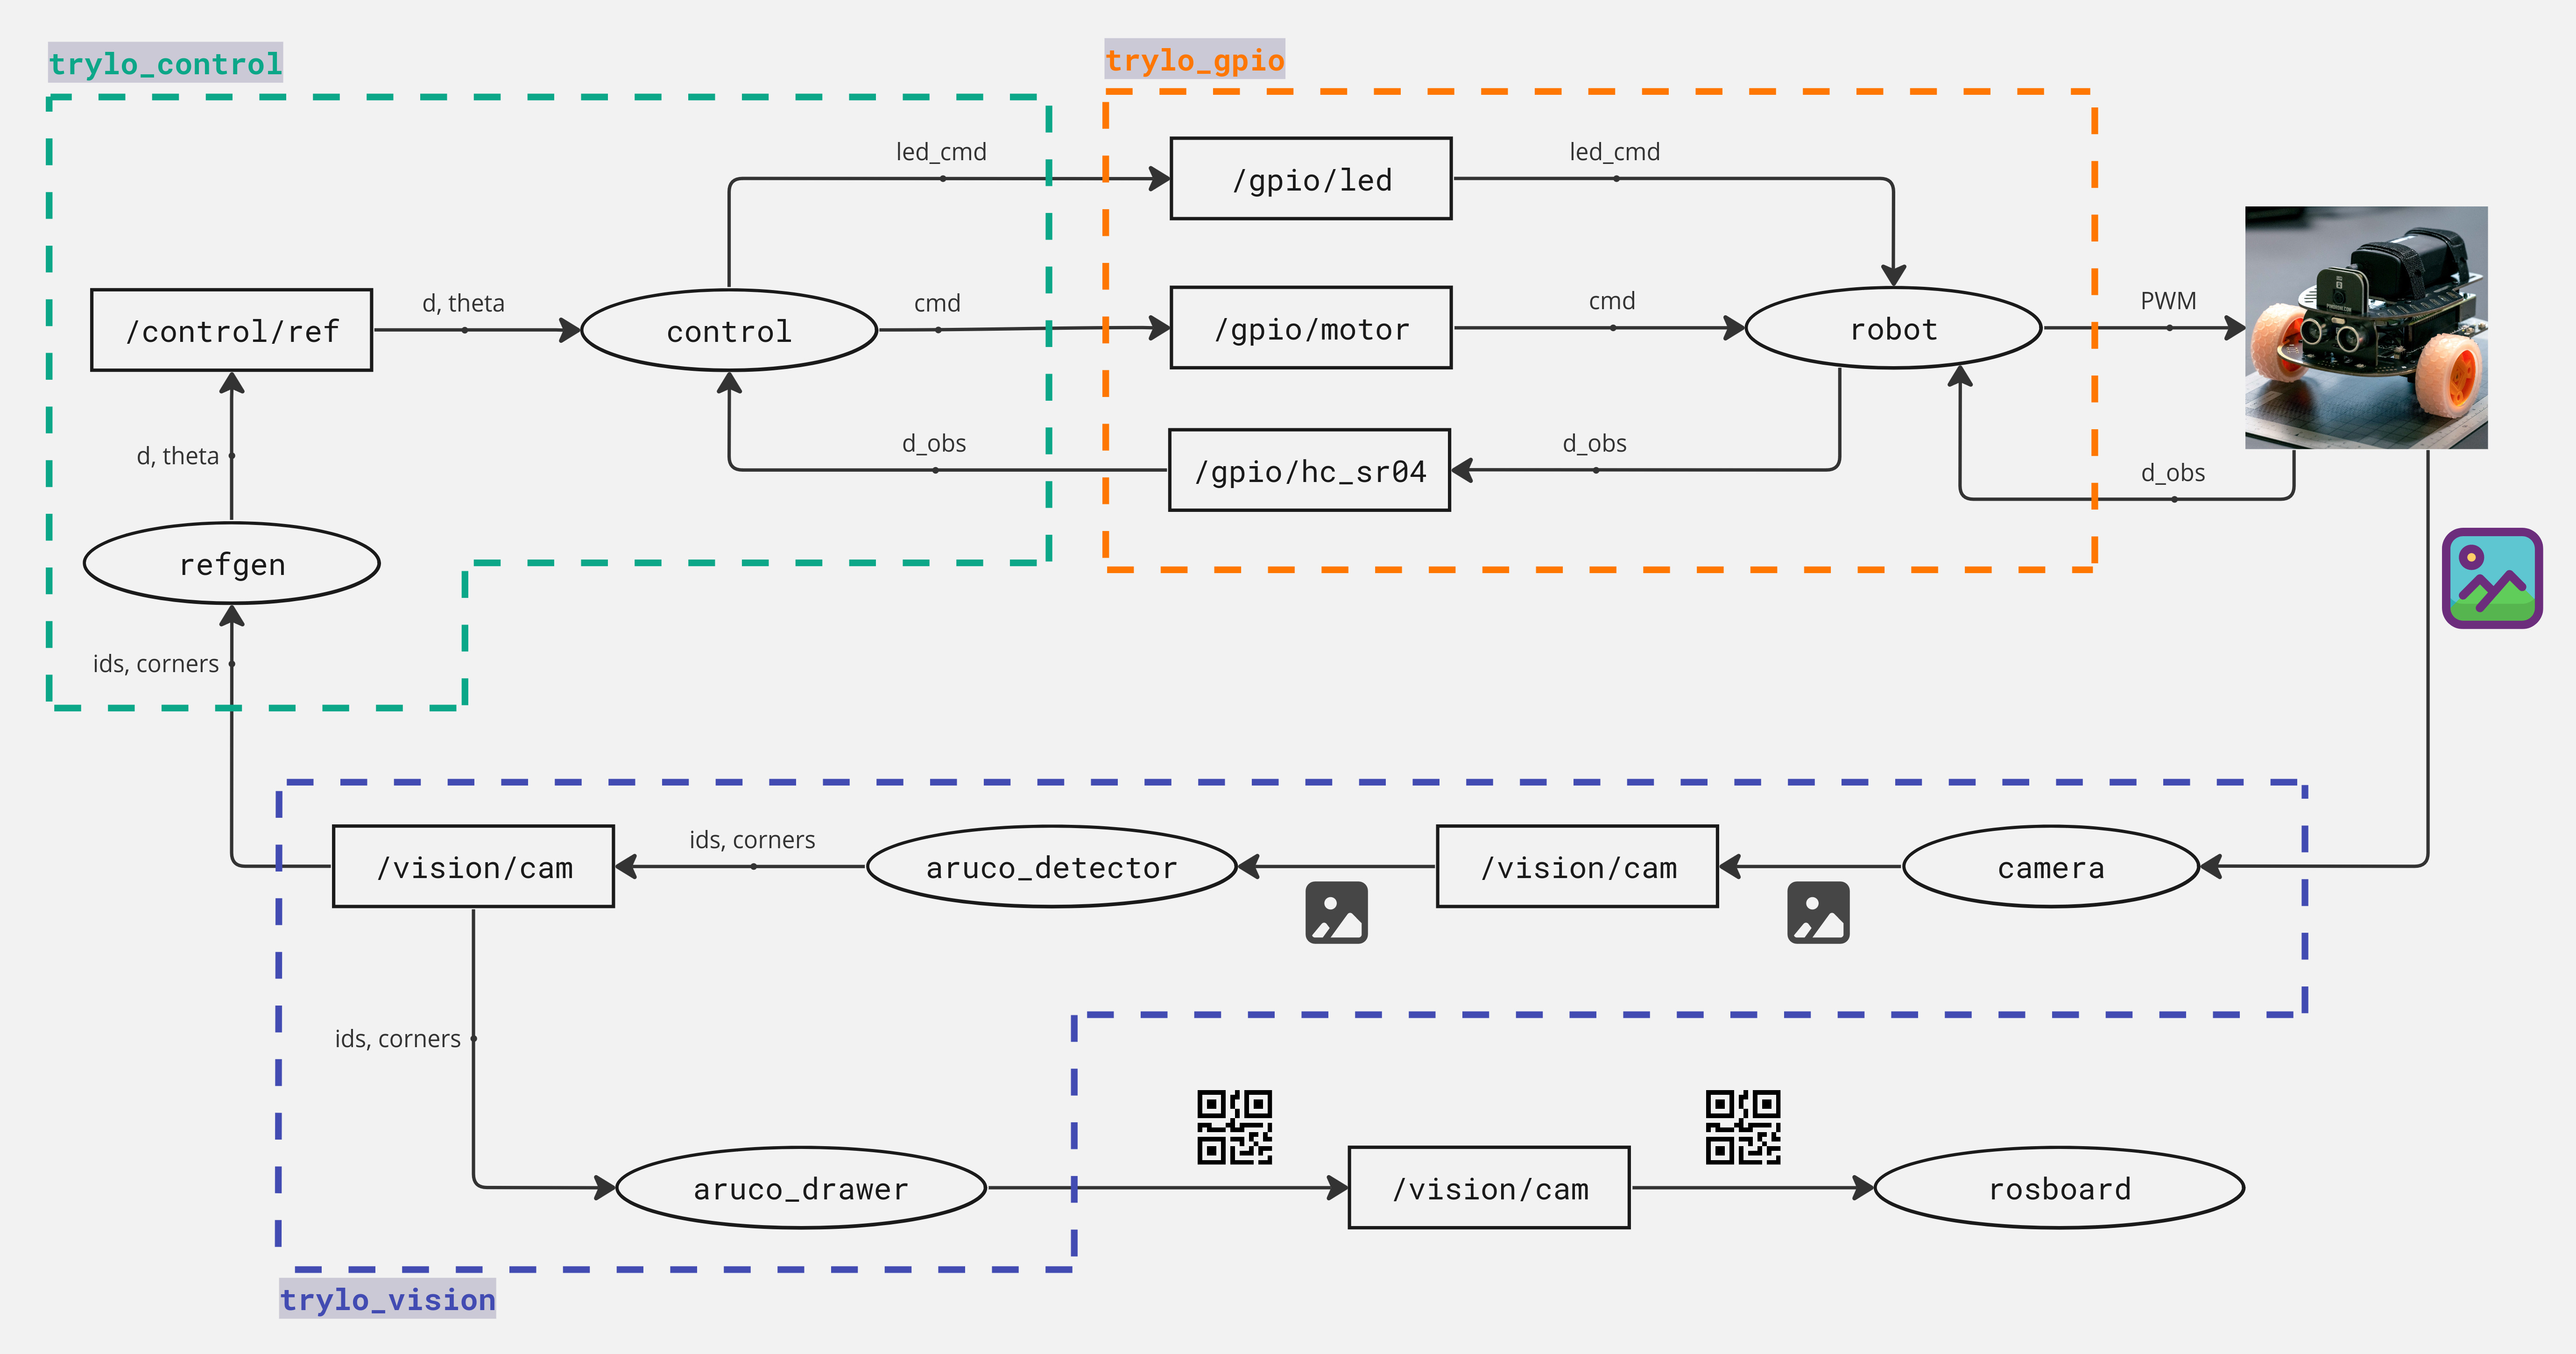 trylo_control
trylo_gpio
led_cmd
/gpio/led
led_cmd
/control/ref
d, theta
control
cmd
/gpio/motor
cmd
robot
PWM
d_obs
/gpio/hc_sr04
d_obs
d_obs
d, theta
refgen
ids, corners
/vision/cam
ids, corners
aruco_detector
/vision/cam
camera
ids, corners
aruco_drawer
/vision/cam
rosboard
trylo_vision